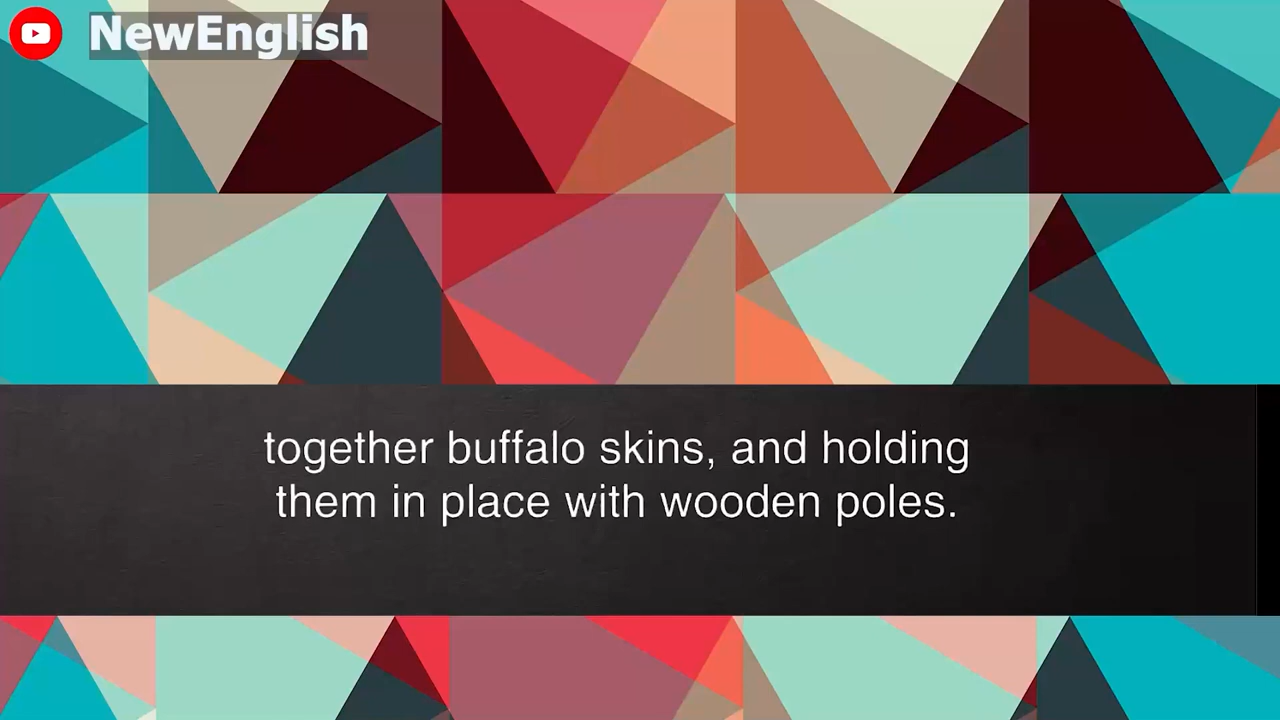 NewEnglish
together buffalo skins, and holding
them in place with wooden poles.